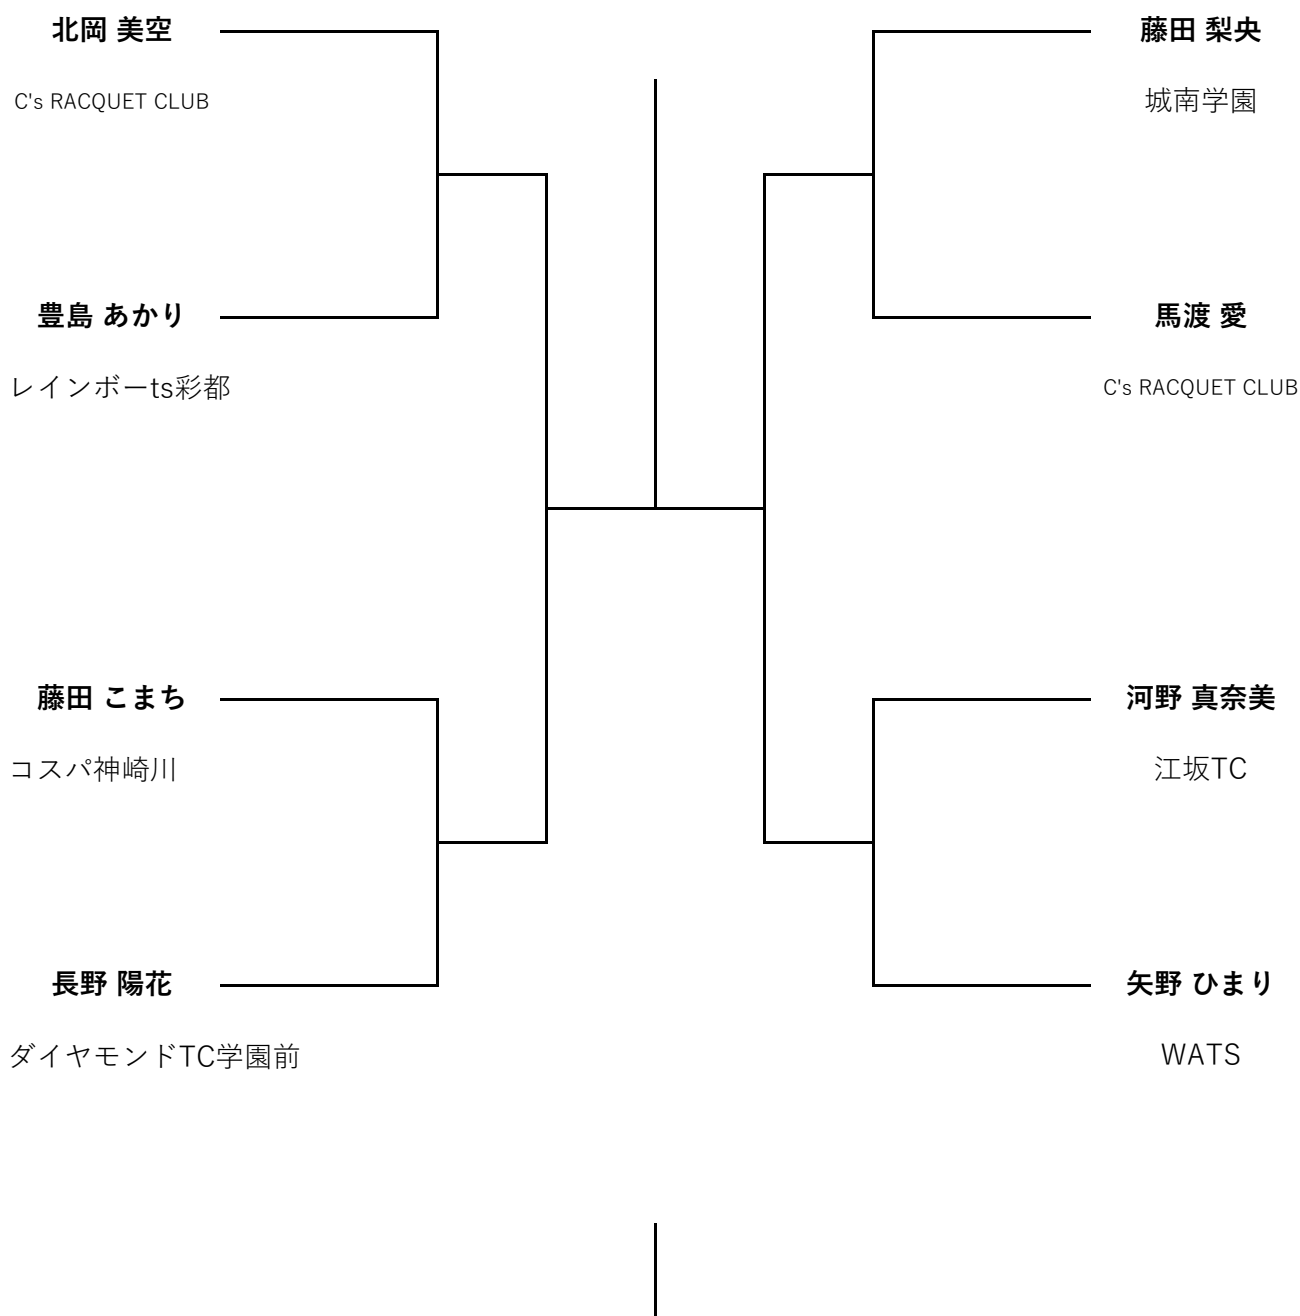 北岡 美空
C's RACQUET CLUB
豊島 あかり
レインボーts彩都
藤田 こまち
コスパ神崎川
長野 陽花
ダイヤモンドTC学園前
藤田 梨央
城南学園
馬渡 愛
C's RACQUET CLUB
河野 真奈美
江坂TC
矢野 ひまり
WATS